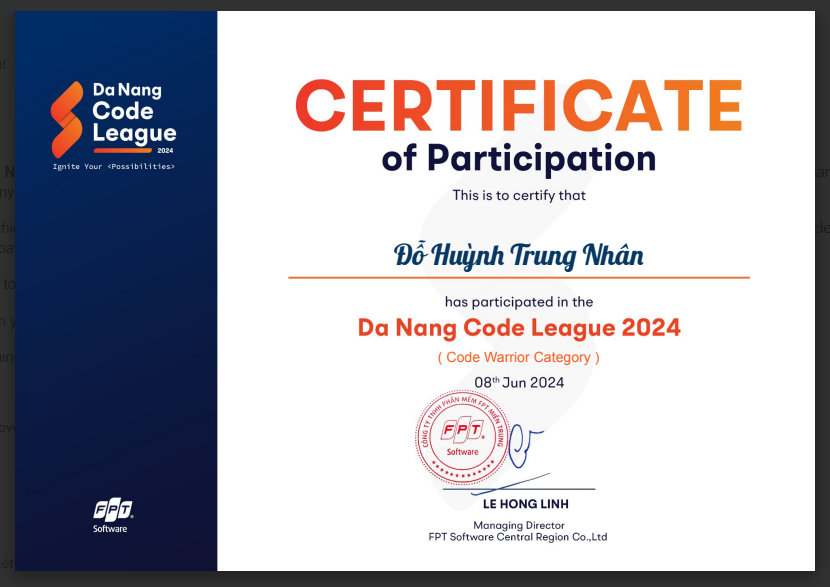 Da Nang
Code
League
2024
Ignite Your <Possibilities>
CERTIFICATE
of Participation
This is to certify that
Đỗ Huỳnh Trung Nhân
has participated in the
Da Nang Code League 2024
( Code Warrior Category )
08th Jun 2024
CÔNG TY TNHH PHẦN MỀM FPT MIỀN TRUNG
FPT
Software
LE HONG LINH
Managing Director
FPT Software Central Region Co.,Ltd
FPT
Software